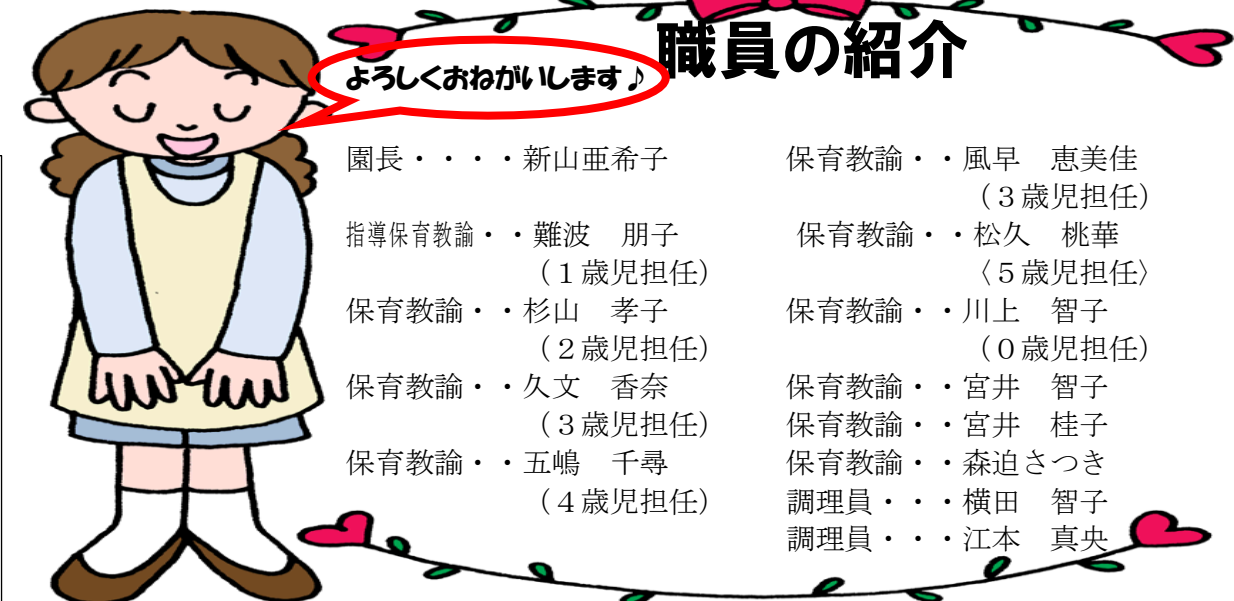 職員の紹介
よろしくおねがいします♪
園長・・・・新山亜希子
指導保育教諭・・難波　朋子
（１歳児担任）
保育教諭・・杉山　孝子
（２歳児担任）
保育教諭・・久文　香奈
（３歳児担任）
保育教諭・・五嶋　千尋
（４歳児担任）
保育教諭・・風早　恵美佳
（３歳児担任）
保育教諭・・松久　桃華
〈５歳児担任〉
保育教諭・・川上　智子
（０歳児担任）
保育教諭・・宮井　智子
保育教諭・・宮井　桂子
保育教諭・・森迫さつき
調理員・・・横田　智子
調理員・・・江本　真央